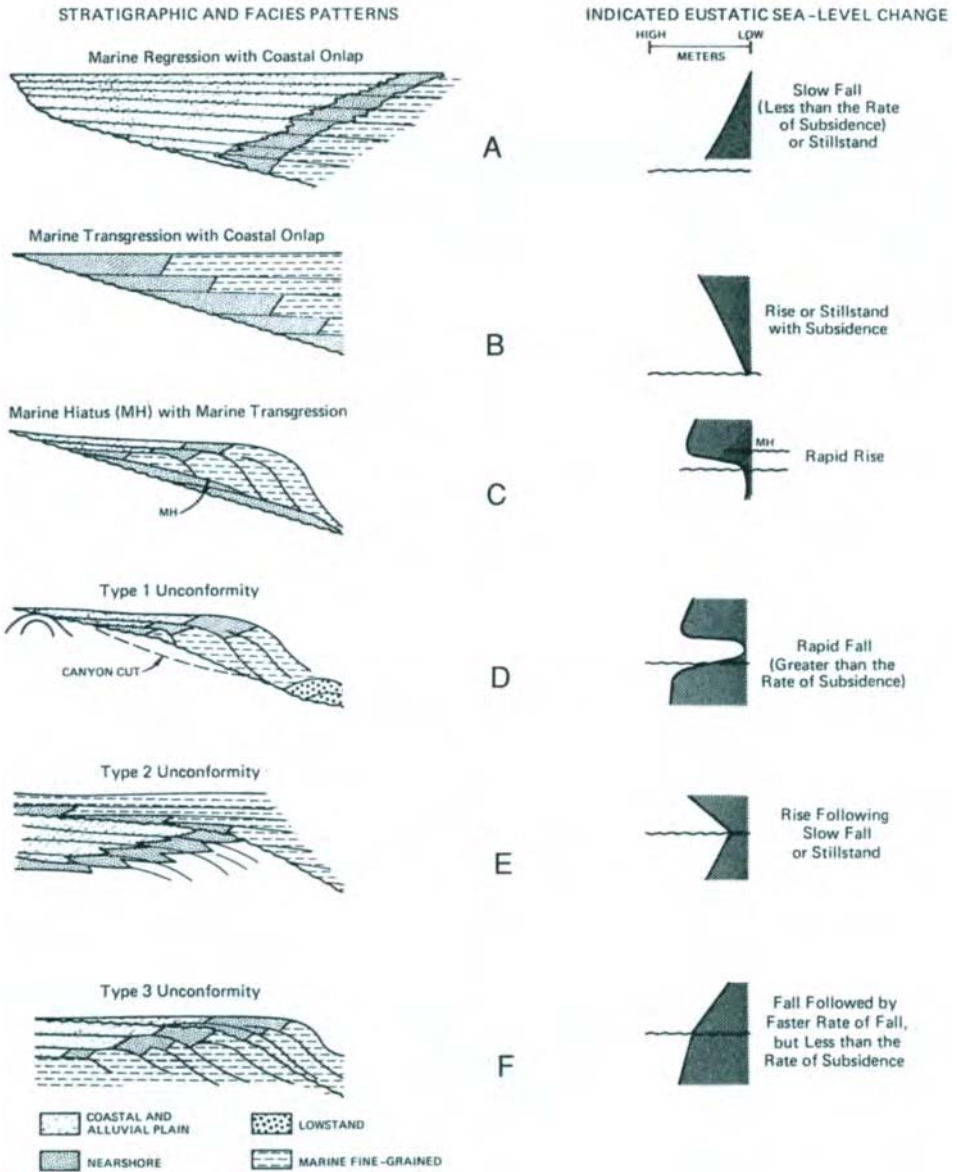 STRATIGRAPHIC AND FACIES PATTERNS
INDICATED EUSTATIC SEA-LEVEL CHANGE
Marine Regression with Coastal Onlap
A
HIGH
LOW
METERS
Slow Fall
(Less than the Rate
of Subsidence)
or Stillstand
Marine Transgression with Coastal Onlap
B
Rise or Stillstand
with Subsidence
Marine Hiatus (MH) with Marine Transgression
MH
C
MH
Rapid Rise
Type 1 Unconformity
CANYON CUT
D
Rapid Fall
(Greater than the
Rate of Subsidence)
Type 2 Unconformity
E
Rise Following
Slow Fall
or Stillstand
Type 3 Unconformity
F
Fall Followed by
Faster Rate of Fall,
but Less than the
Rate of Subsidence
COASTAL AND
ALLUVIAL PLAIN
LOWSTAND
NEARSHORE
MARINE FINE-GRAINED